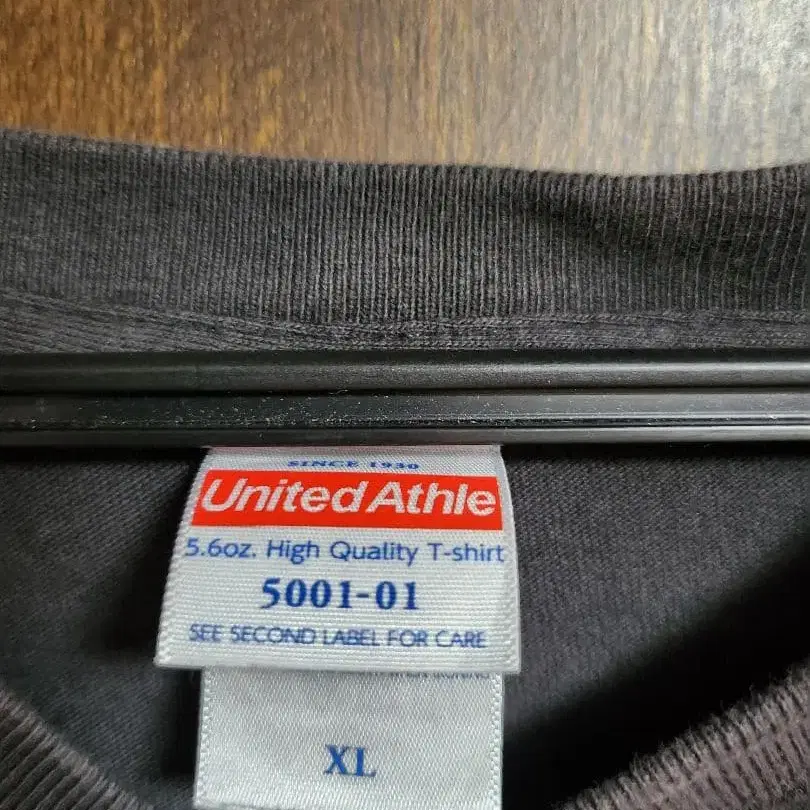 SINCE 1930
United Athle
5.6oz. High Quality T-shirt
5001-01
SEE SECOND LABEL FOR CARE
XL